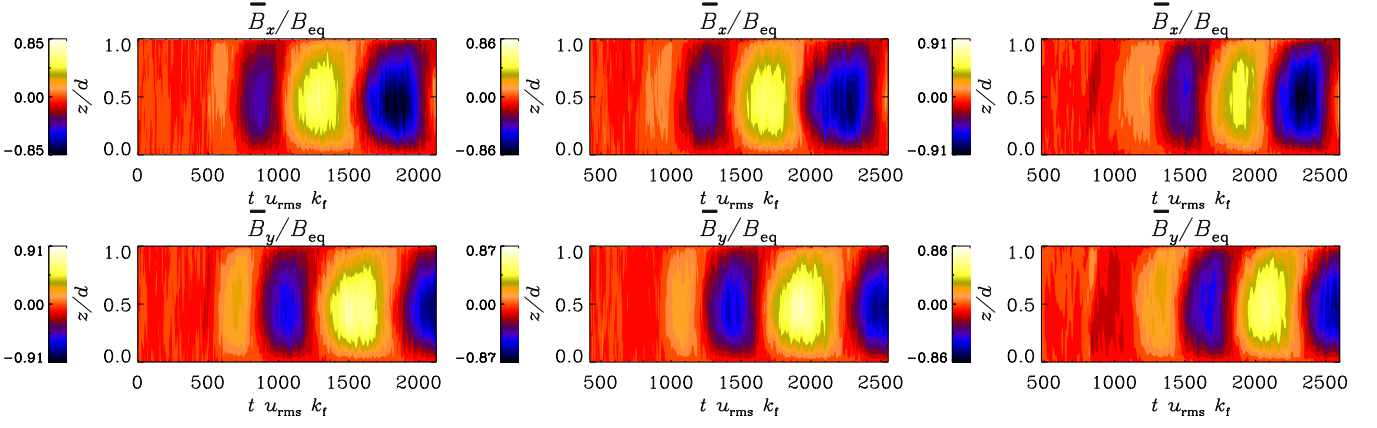 B̅x/Beq B̅x/Beq B̅x/Beq
0.85 1.0 0.86 1.0 0.91 1.0
0.00 z/d 0.5 0.00 z/d 0.5 0.00 z/d 0.5
−0.85 0.0 −0.86 0.0 −0.91 0.0
0 500 1000 1500 2000 500 1000 1500 2000 2500 500 1000 1500 2000 2500
t urms kf t urms kf t urms kf
B̅y/Beq B̅y/Beq B̅y/Beq
0.91 1.0 0.87 1.0 0.86 1.0
0.00 z/d 0.5 0.00 z/d 0.5 0.00 z/d 0.5
−0.91 0.0 −0.87 0.0 −0.86 0.0
0 500 1000 1500 2000 500 1000 1500 2000 2500 500 1000 1500 2000 2500
t urms kf t urms kf t urms kf